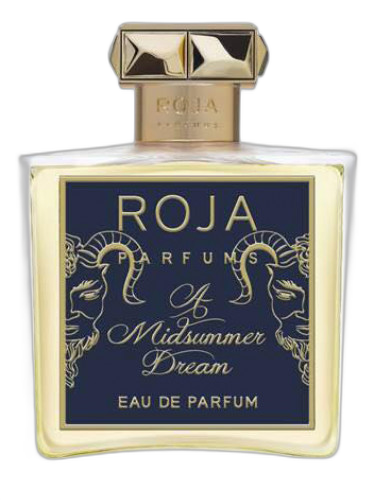 ROJA
PARFUMS
ROJA
PARFUMS
A
Midsummer
Dream
EAU DE PARFUM